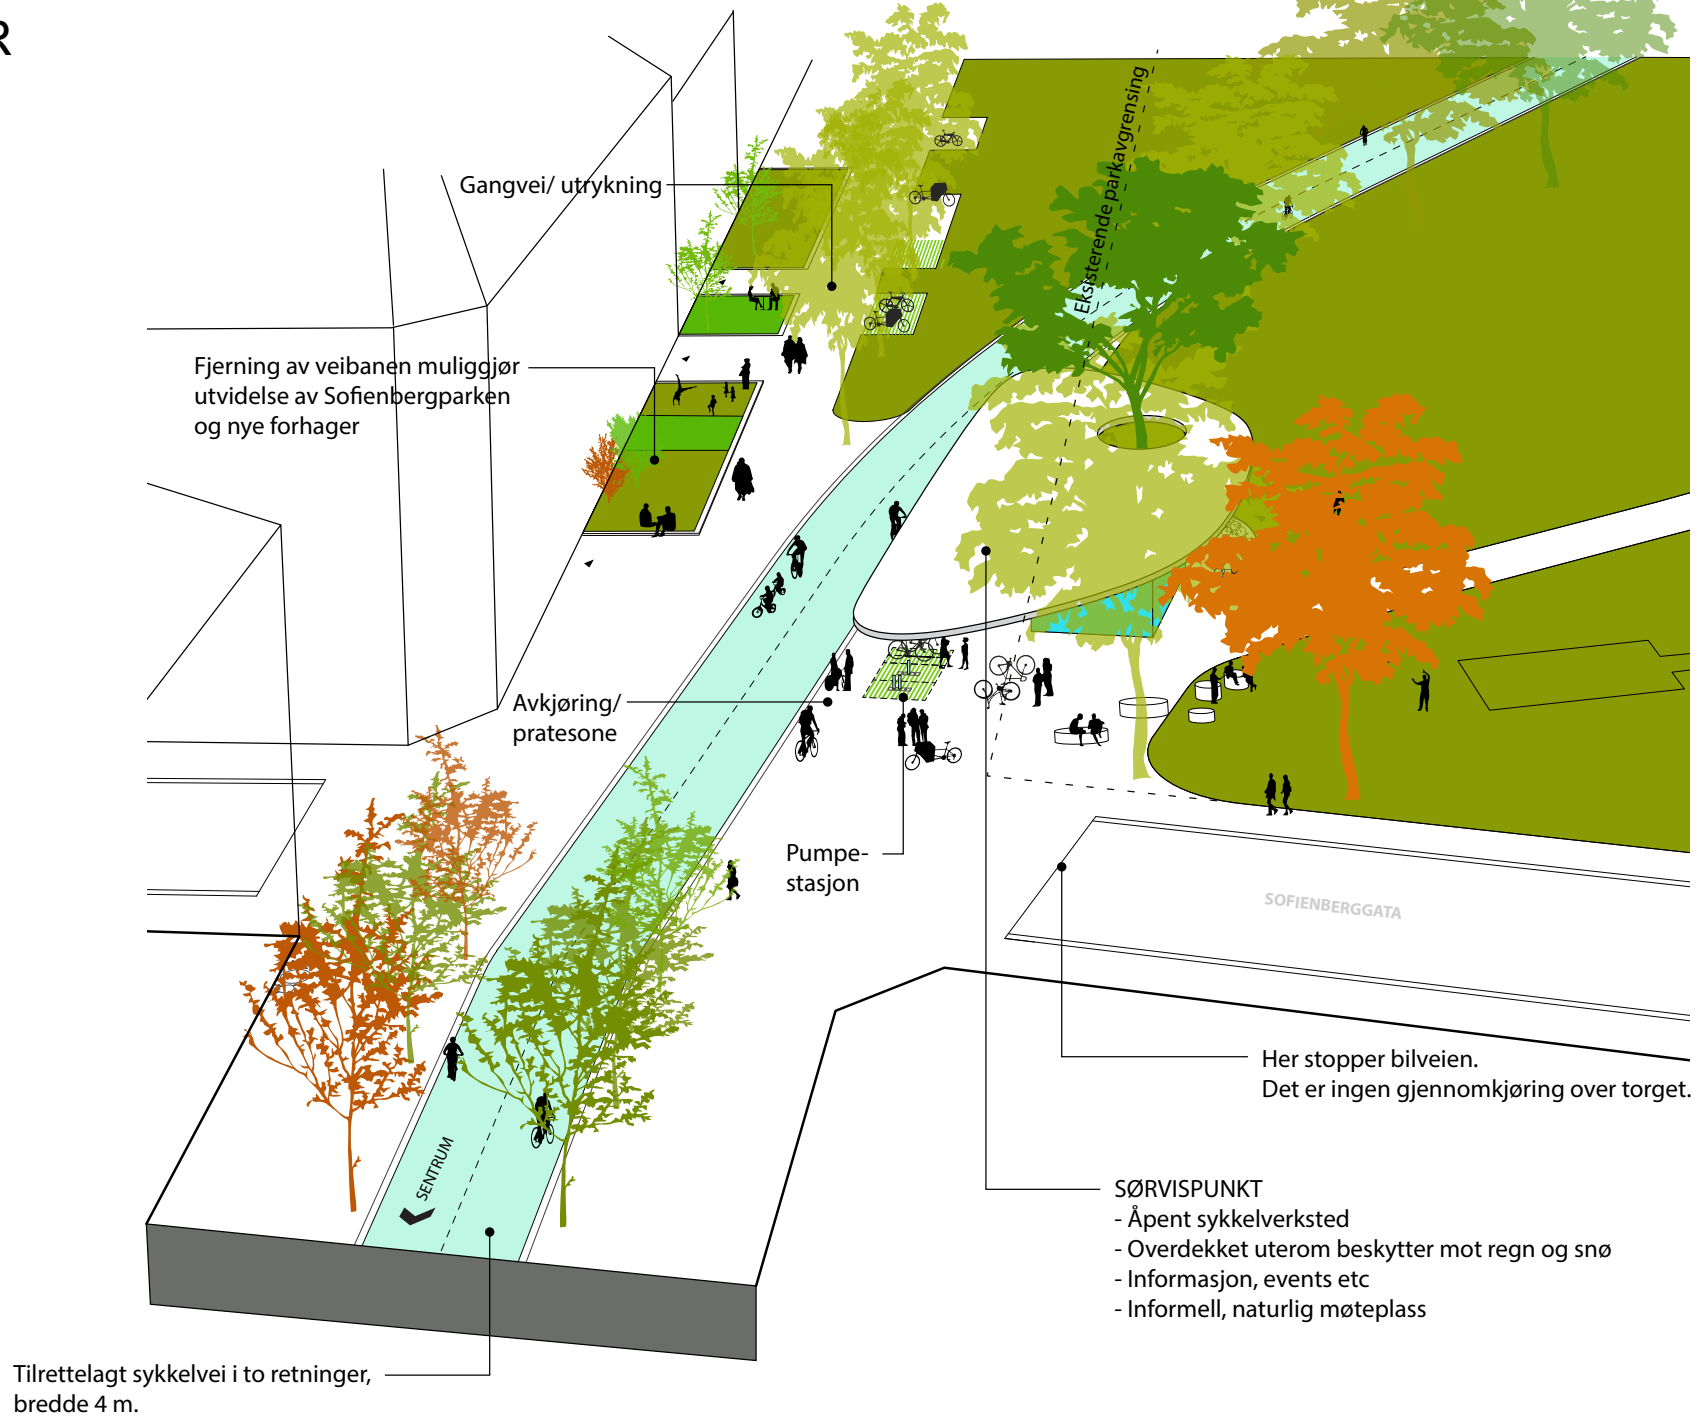 R
Eksisterende parkavgrensing
Gangvei/ utrykning
Fjerning av veibanen muliggjør
utvidelse av Sofienbergparken
og nye forhager
Avkjøring/
pratesone
Pumpe-
stasjon
SOFIENBERGGATA
Her stopper bilveien.
Det er ingen gjennomkjøring over torget.
SENTRUM
SØRVISPUNKT
- Åpent sykkelverksted
- Overdekket uterom beskytter mot regn og snø
- Informasjon, events etc
- Informell, naturlig møteplass
Tilrettelagt sykkelvei i to retninger,
bredde 4 m.